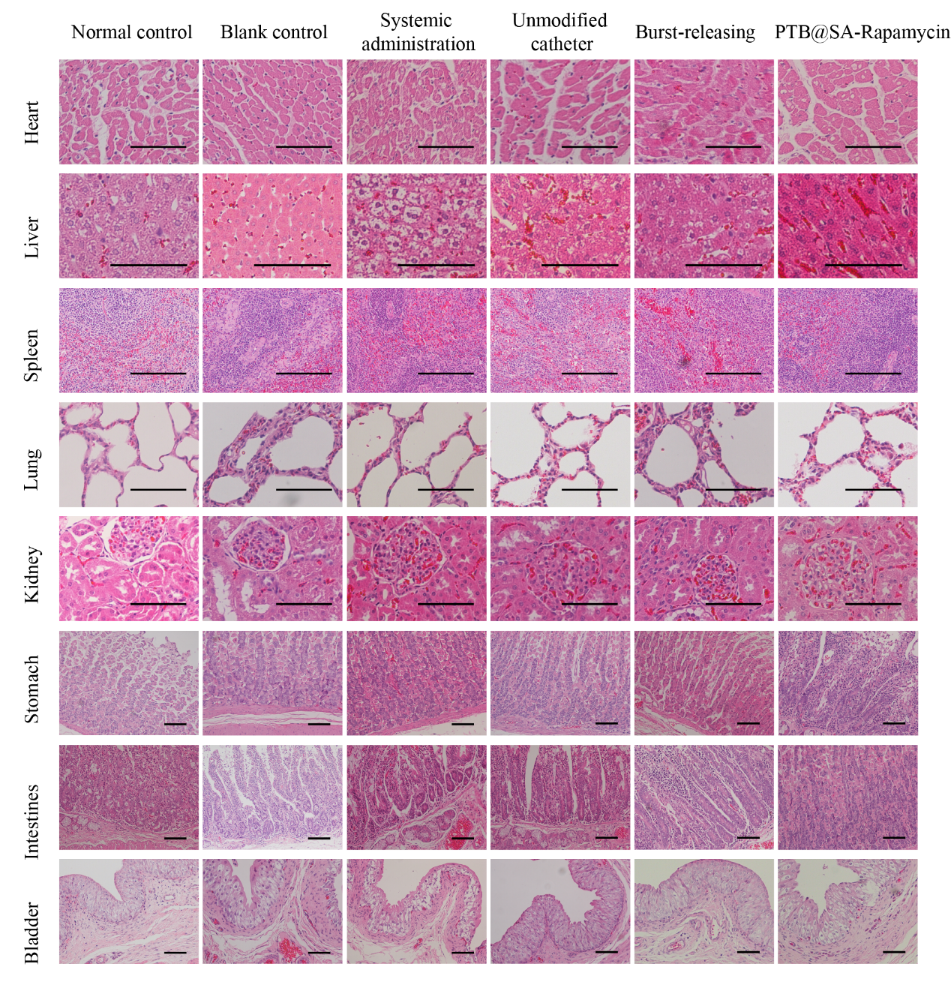 Normal control
Blank control
Systemic
administration
Unmodified
catheter
Burst-releasing
PTB@SA-Rapamycin
Heart
Liver
Spleen
Lung
Kidney
Stomach
Intestines
Bladder